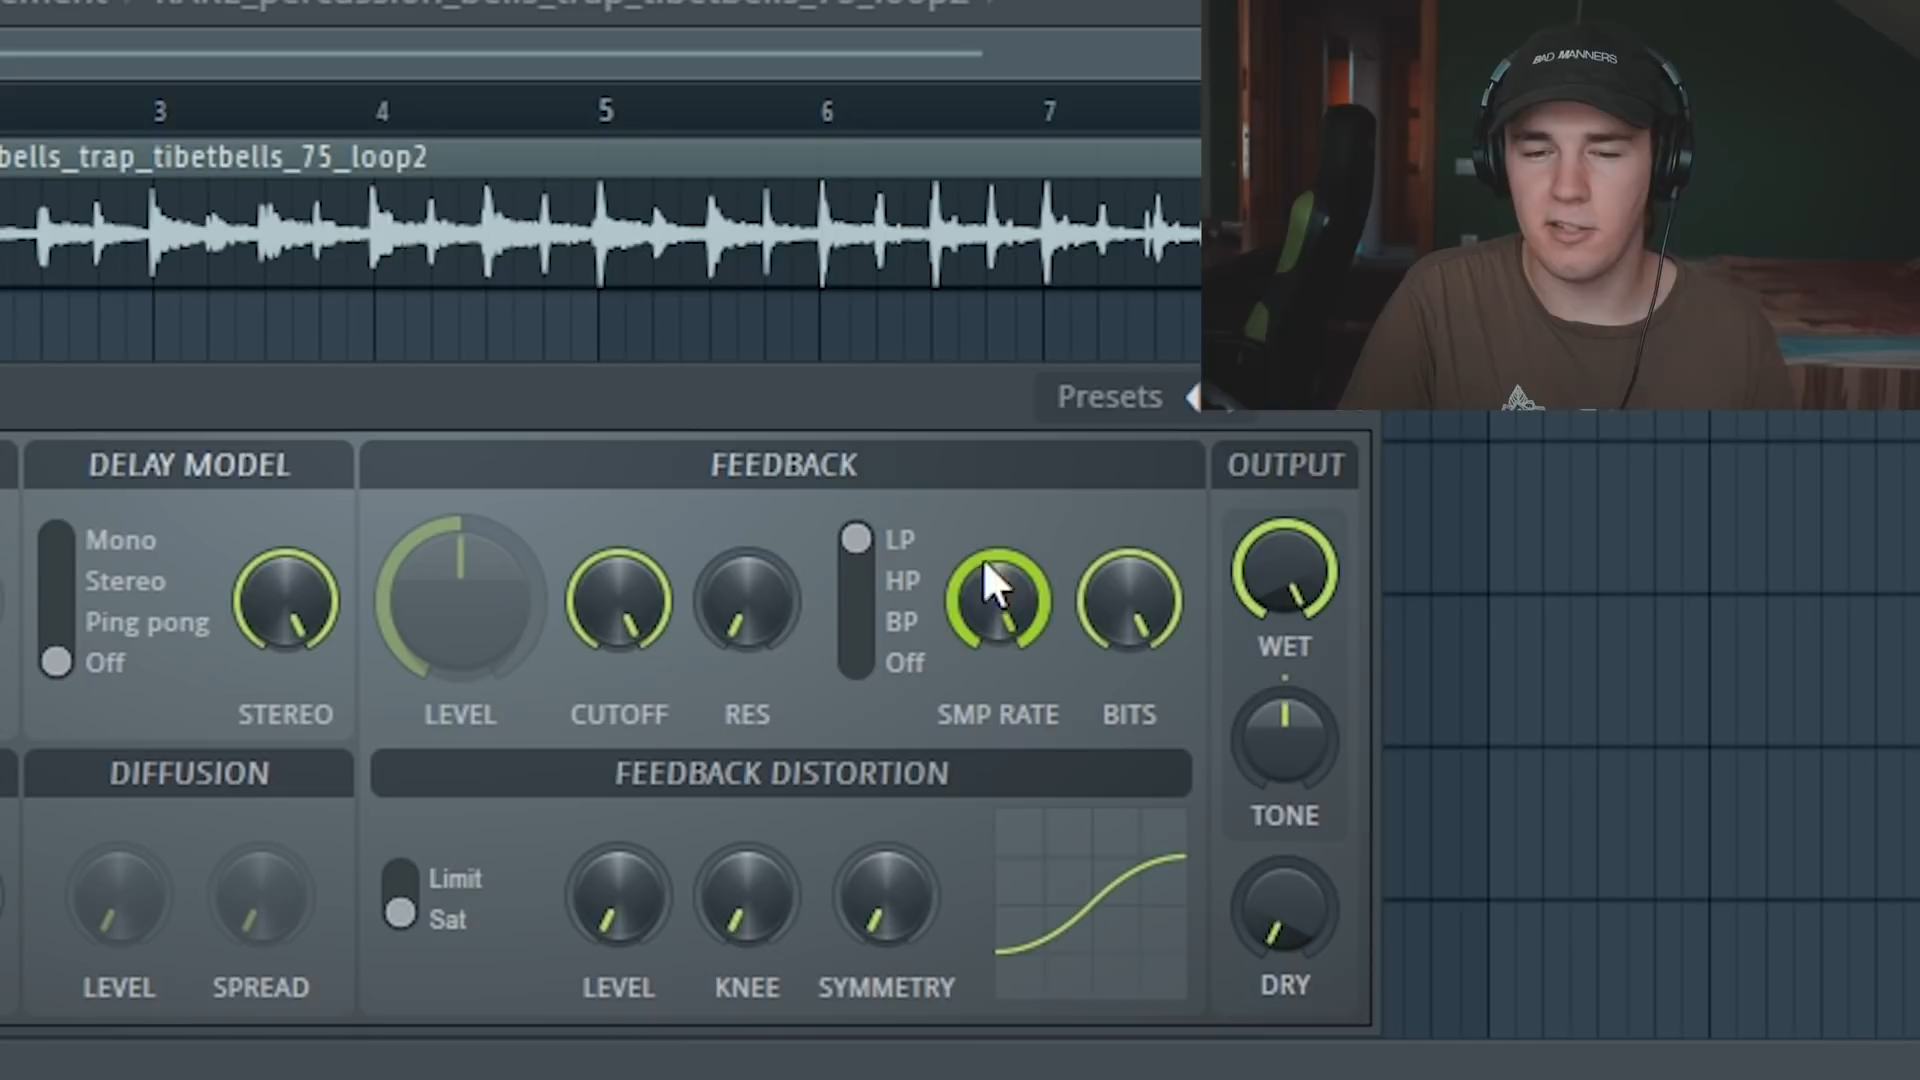 BAD MANNERS
3 4 5 6 7
bells_trap_tibetbells_75_loop2
Presets
DELAY MODEL
Mono
Stereo
Ping pong
Off
STEREO
FEEDBACK
LP
HP
BP
Off
LEVEL CUTOFF RES SMP RATE BITS
OUTPUT
WET
TONE
DRY
DIFFUSION
LEVEL SPREAD
FEEDBACK DISTORTION
Limit
Sat
LEVEL KNEE SYMMETRY